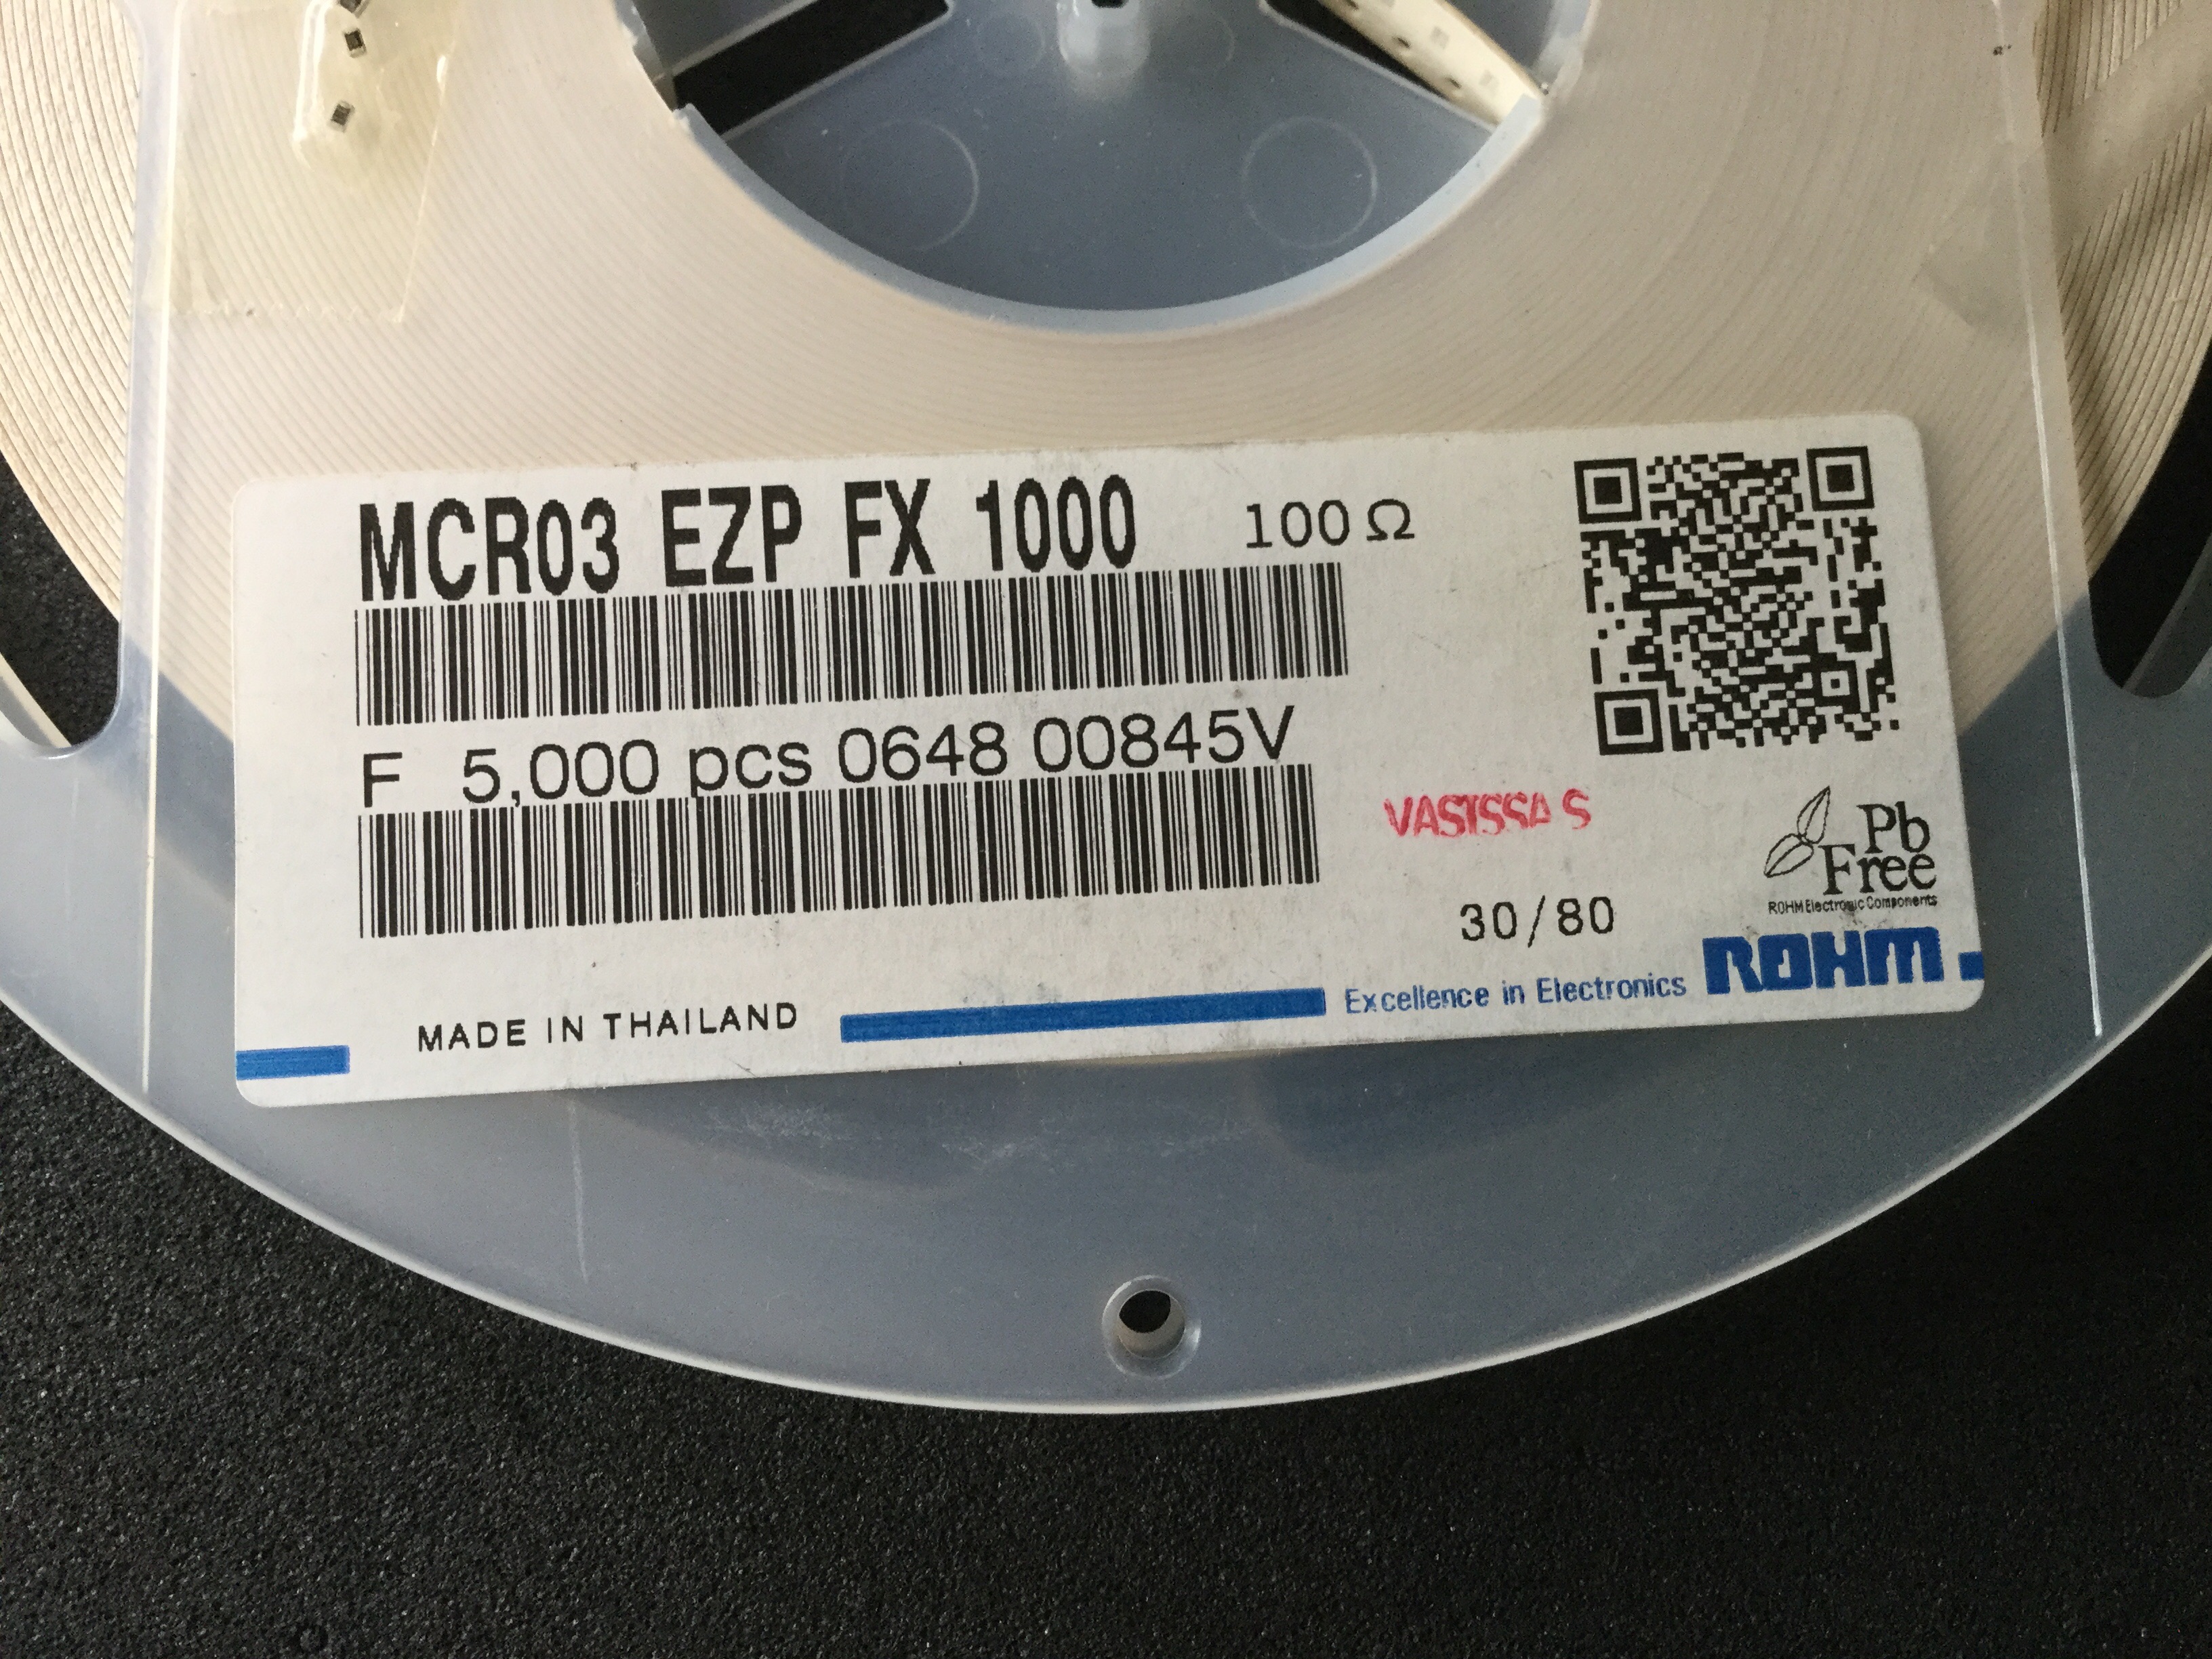 MCR03 EZP FX 1000 100Ω
F 5,000 pcs 0648 00845V
VASISSA S
Pb
Free
ROHM Electronic Components
30/80
MADE IN THAILAND
Excellence in Electronics
ROHM